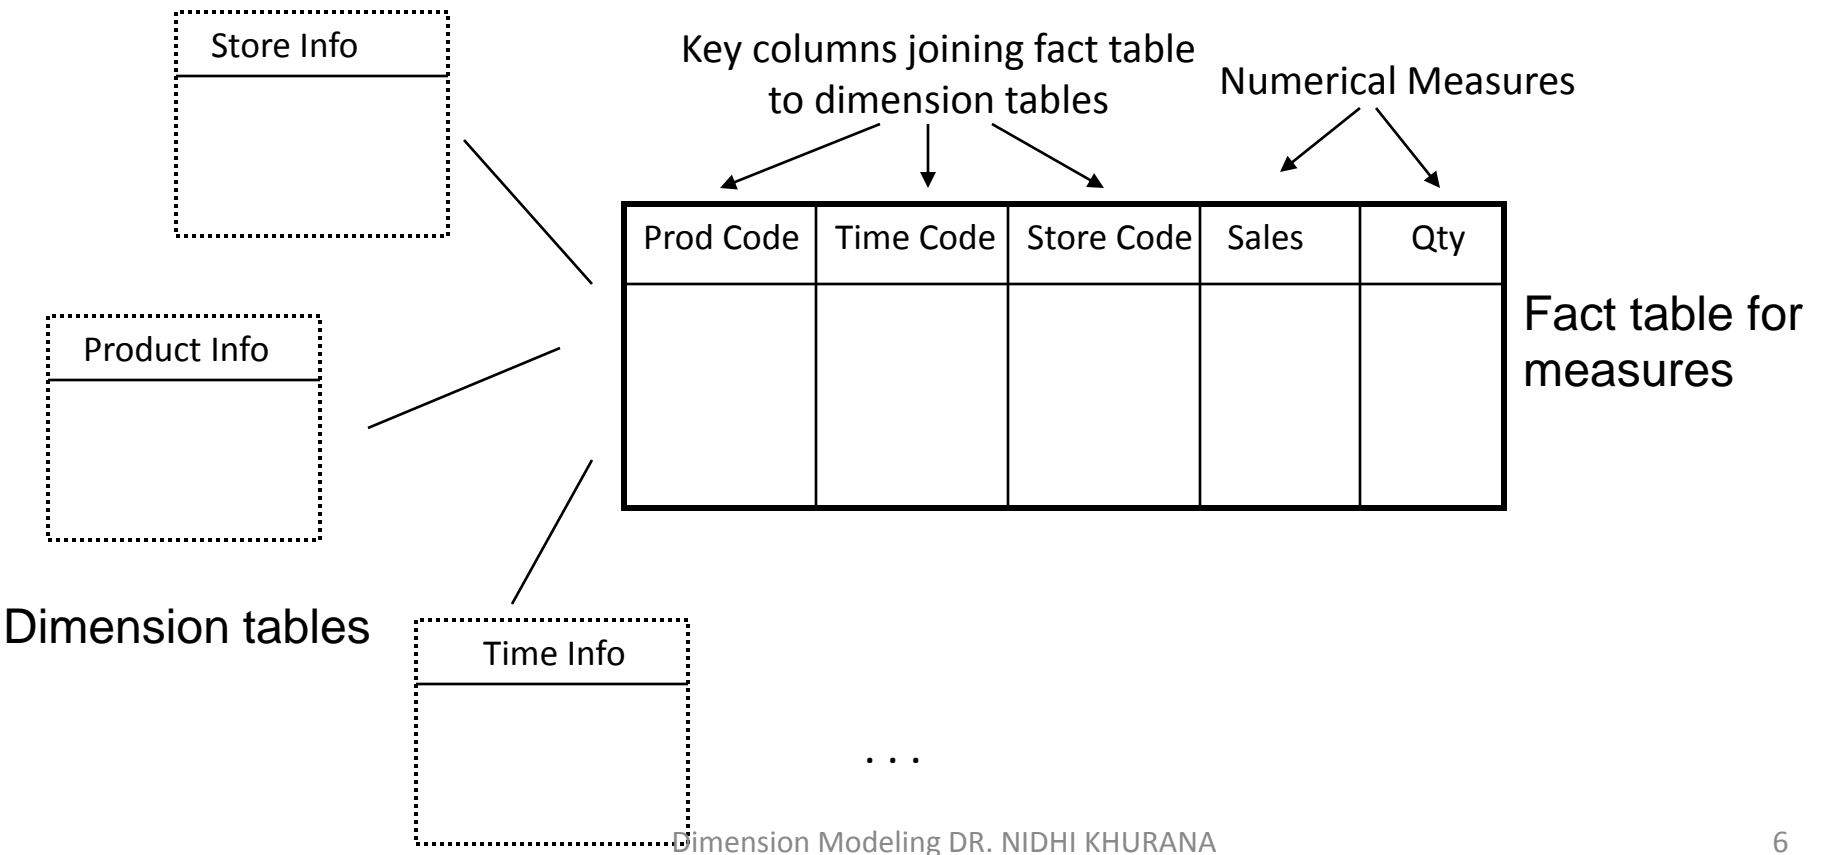 Store Info
Key columns joining fact table
to dimension tables
Numerical Measures
Prod Code Time Code Store Code Sales Qty
Fact table for
measures
Product Info
Dimension tables
Time Info
. . .
Dimension Modeling DR. NIDHI KHURANA
6